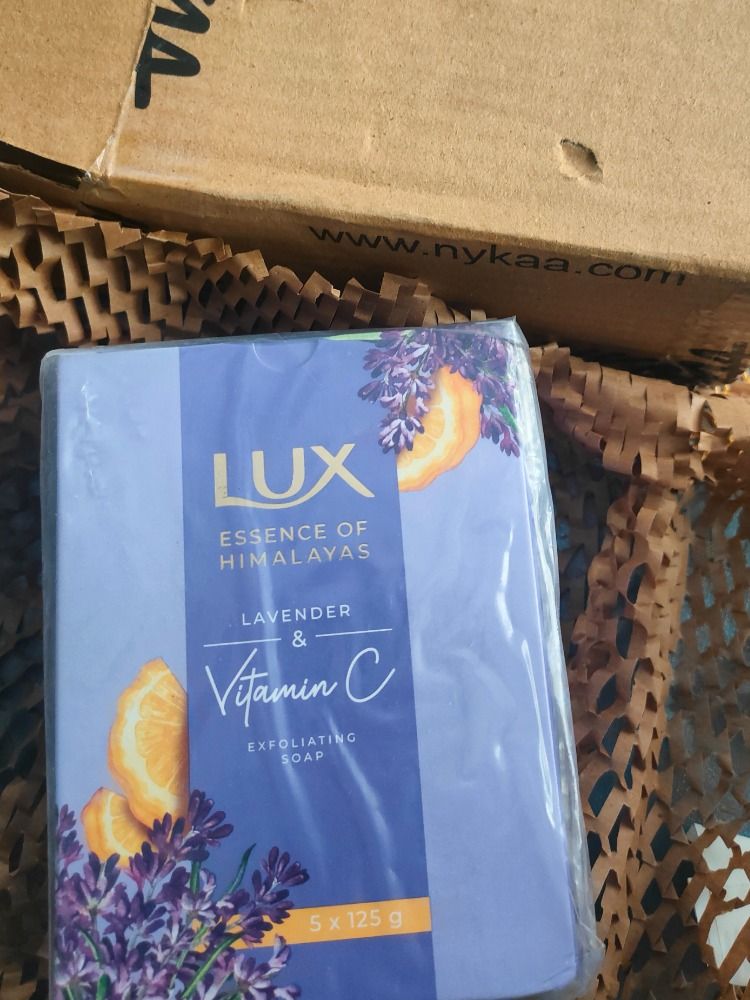 www.nykaa.com
LUX
ESSENCE OF
HIMALAYAS
LAVENDER
&
Vitamin C
EXFOLIATING
SOAP
5 x 125 g